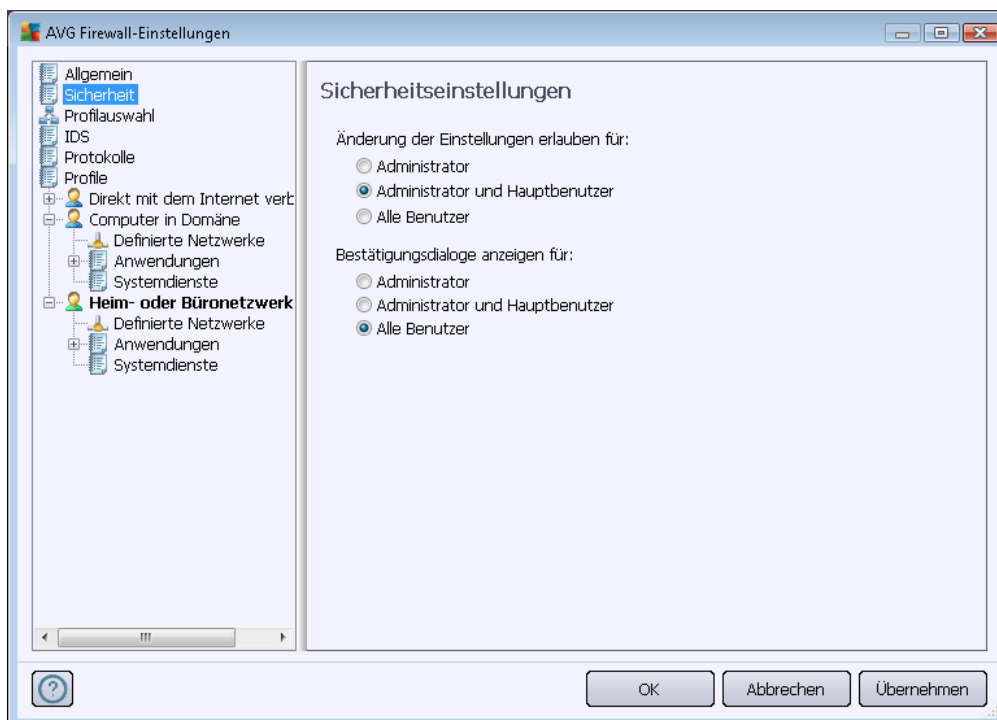 AVG Firewall-Einstellungen
Allgemein
Sicherheit
Profilauswahl
IDS
Protokolle
Profile
Direkt mit dem Internet vert
Computer in Domäne
Definierte Netzwerke
Anwendungen
Systemdienste
Heim- oder Büronetzwerk
Definierte Netzwerke
Anwendungen
Systemdienste
Sicherheitseinstellungen
Änderung der Einstellungen erlauben für:
Administrator
Administrator und Hauptbenutzer
Alle Benutzer
Bestätigungsdialoge anzeigen für:
Administrator
Administrator und Hauptbenutzer
Alle Benutzer
OK
Abbrechen
Übernehmen